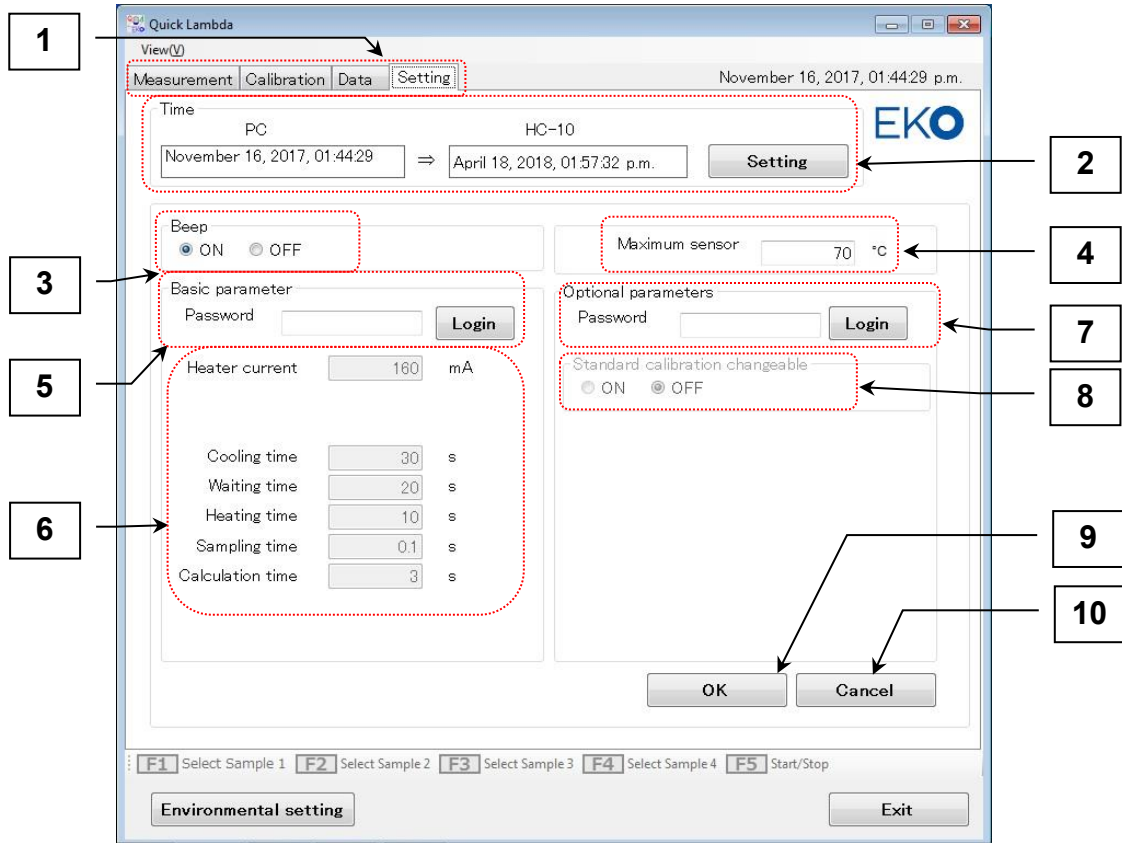 Quick Lambda
1
View(V)
Measurement Calibration Data Setting November 16, 2017, 01:44:29 p.m.
Time
EKO
PC HC-10
November 16, 2017, 01:44:29 ⇒ April 18, 2018, 01:57:32 p.m. Setting
2
Beep
ON OFF
Maximum sensor 70 °C
4
3
Basic parameter
Password Login
Optional parameters
Password Login
7
5
Heater current 160 mA
Standard calibration changeable
ON OFF
8
Cooling time 30 s
Waiting time 20 s
6
Heating time 10 s
Sampling time 0.1 s
Calculation time 3 s
9
10
OK Cancel
F1 Select Sample 1 F2 Select Sample 2 F3 Select Sample 3 F4 Select Sample 4 F5 Start/Stop
Environmental setting Exit